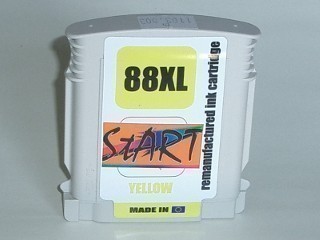 88XL
remanufactured ink cartridge
START
YELLOW
MADE IN